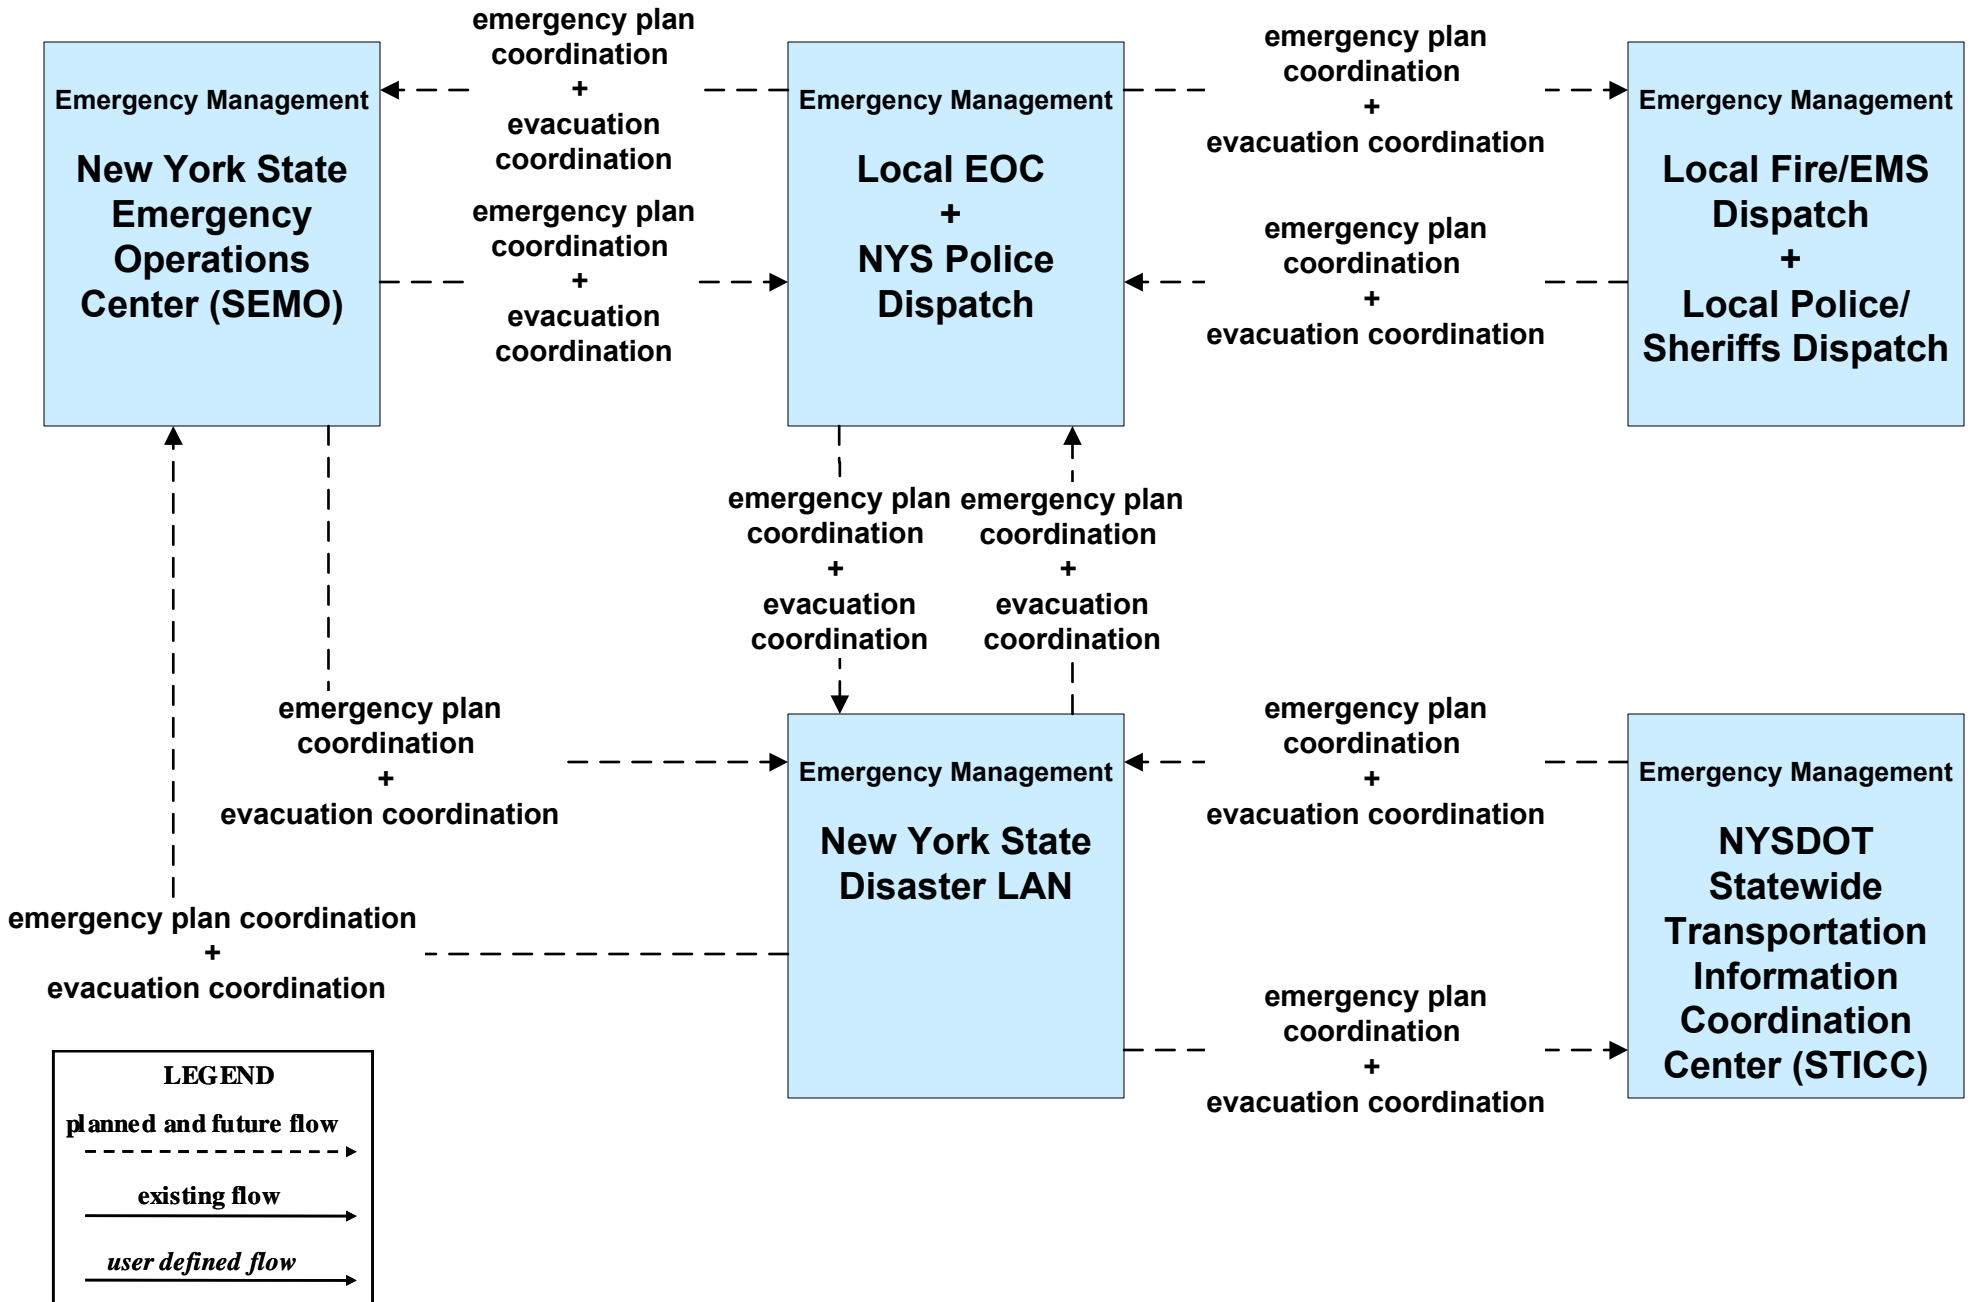 emergency plan
coordination
+
evacuation
coordination
emergency plan
coordination
+
evacuation coordination
Emergency Management
New York State
Emergency
Operations
Center (SEMO)
Emergency Management
Local EOC
+
NYS Police
Dispatch
Emergency Management
Local Fire/EMS
Dispatch
+
Local Police/
Sheriffs Dispatch
emergency plan
coordination
+
evacuation
coordination
emergency plan
coordination
+
evacuation coordination
emergency plan
coordination
+
evacuation
coordination
emergency plan
coordination
+
evacuation
coordination
emergency plan
coordination
+
evacuation coordination
emergency plan
coordination
+
evacuation coordination
Emergency Management
New York State
Disaster LAN
Emergency Management
NYSDOT
Statewide
Transportation
Information
Coordination
Center (STICC)
emergency plan coordination
+
evacuation coordination
emergency plan
coordination
+
evacuation coordination
LEGEND
planned and future flow
existing flow
user defined flow